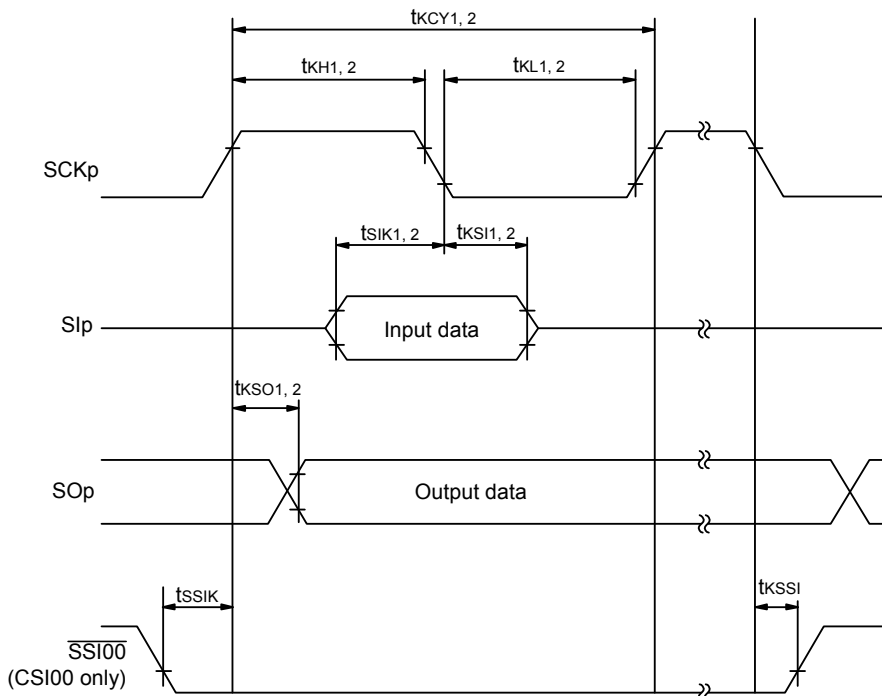 tKCY1, 2
tKH1, 2
tKL1, 2
SCKp
tSIK1, 2
tKSI1, 2
SIp
Input data
tKSO1, 2
SOp
Output data
tSSIK
tKSSI
SSI00
(CSI00 only)